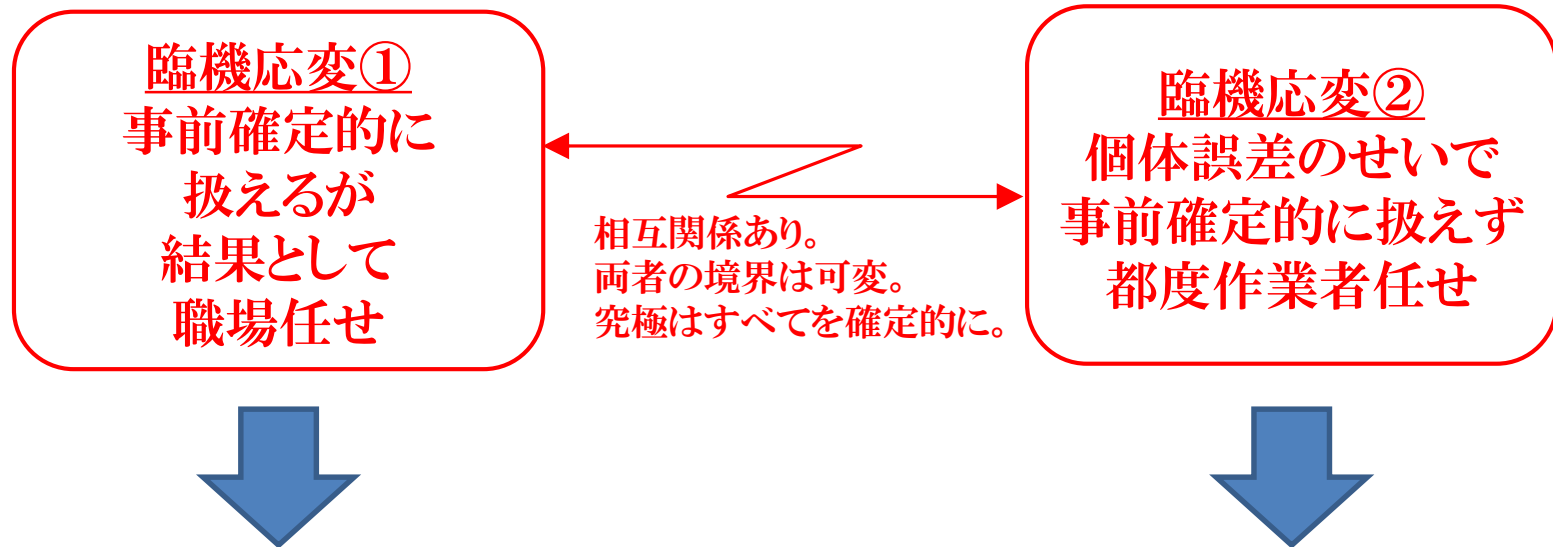 臨機応変①
事前確定的に
扱えるが
結果として
職場任せ
相互関係あり。
両者の境界は可変。
究極はすべてを確定的に。
臨機応変②
個体誤差のせいで
事前確定的に扱えず
都度作業者任せ